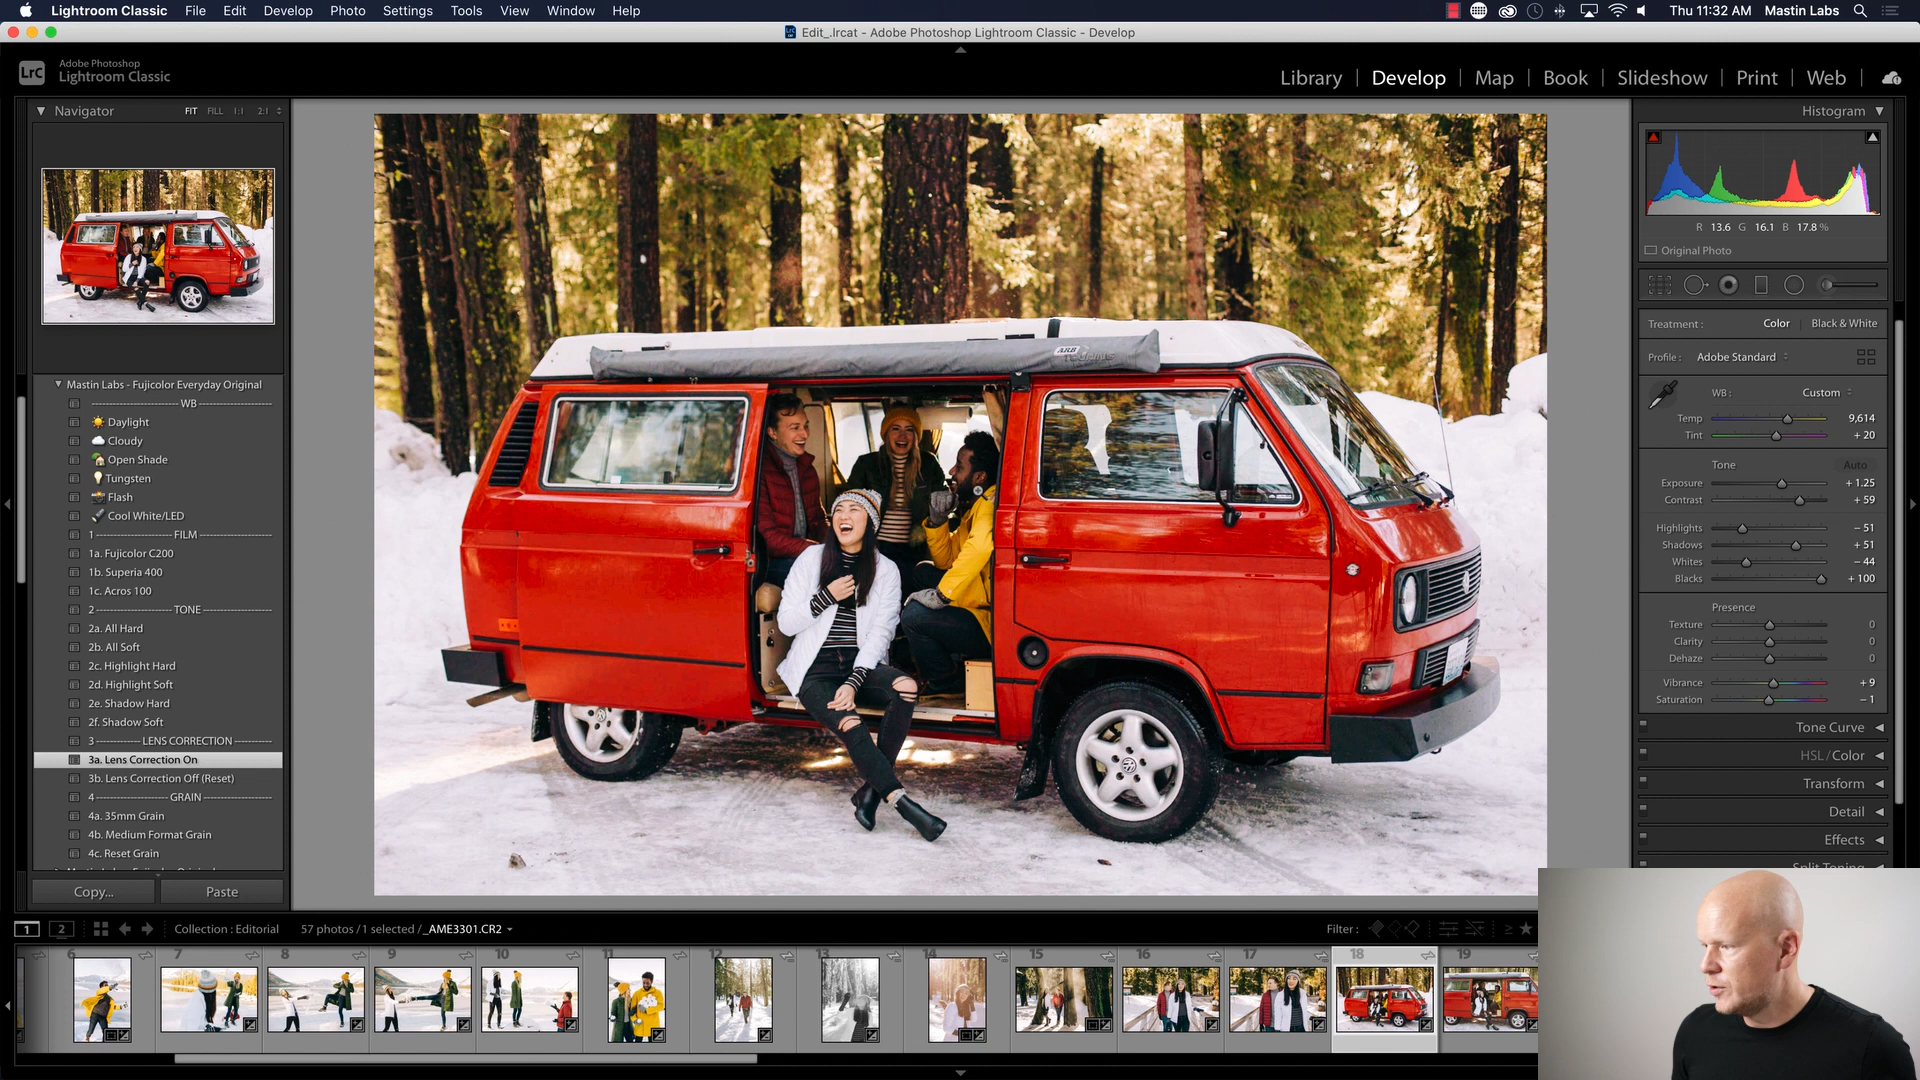 Lightroom Classic File Edit Develop Photo Settings Tools View Window Help Thu 11:32 AM Mastin Labs
Edit_.lrcat - Adobe Photoshop Lightroom Classic - Develop
LrC
Adobe Photoshop
Lightroom Classic
Library | Develop | Map | Book | Slideshow | Print | Web
Navigator FIT FILL 1:1 2:1
Mastin Labs - Fujicolor Everyday Original
------------------------ WB --------------------
Daylight
Cloudy
Open Shade
Tungsten
Flash
Cool White/LED
1 ---------------------- FILM --------------------
1a. Fujicolor C200
1b. Superia 400
1c. Acros 100
2 ---------------------- TONE -------------------
2a. All Hard
2b. All Soft
2c. Highlight Hard
2d. Highlight Soft
2e. Shadow Hard
2f. Shadow Soft
3 ------------ LENS CORRECTION ----------
3a. Lens Correction On
3b. Lens Correction Off (Reset)
4 --------------------- GRAIN -------------------
4a. 35mm Grain
4b. Medium Format Grain
4c. Reset Grain
Copy... Paste
ARB
Histogram
R 13.6 G 16.1 B 17.8 %
Original Photo
Treatment : Color | Black & White
Profile : Adobe Standard
WB : Custom
Temp 9,614
Tint + 20
Tone Auto
Exposure + 1.25
Contrast + 59
Highlights − 51
Shadows + 51
Whites − 44
Blacks + 100
Presence
Texture 0
Clarity 0
Dehaze 0
Vibrance + 9
Saturation − 1
Tone Curve
HSL / Color
Transform
Detail
Effects
Split Toning
1 2 Collection : Editorial 57 photos / 1 selected / _AME3301.CR2 Filter :
6 7 8 9 10 11 12 13 14 15 16 17 18 19